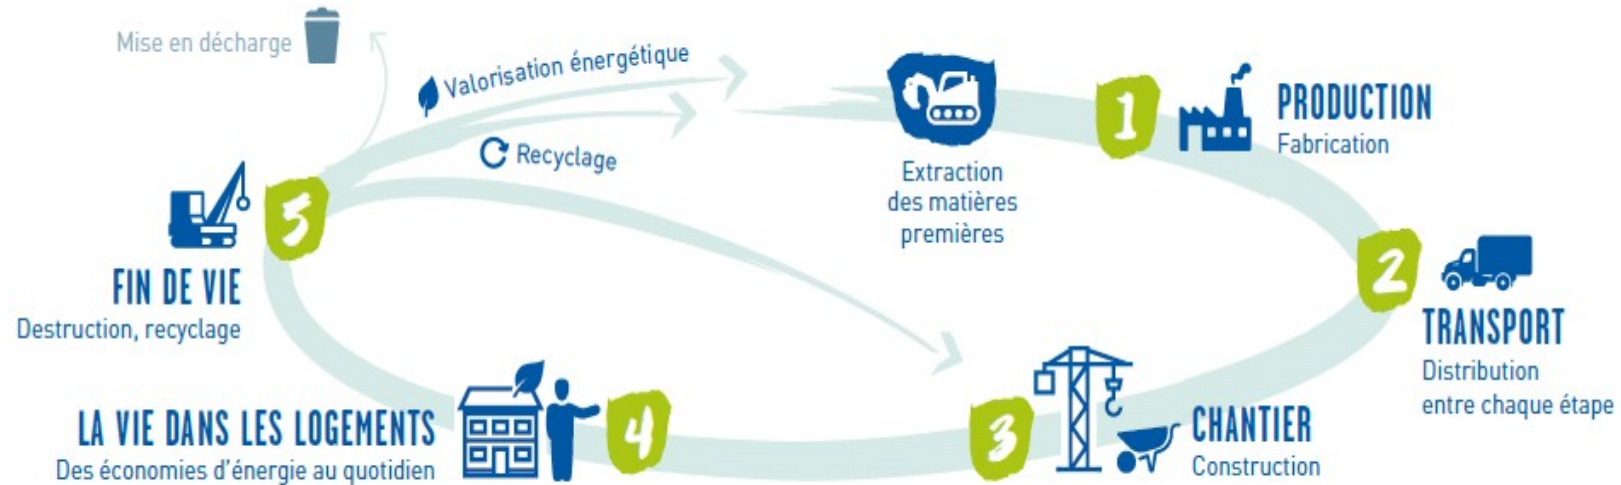 Mise en décharge
Valorisation énergétique
Recyclage
Extraction
des matières
premières
1
PRODUCTION
Fabrication
2
TRANSPORT
Distribution
entre chaque étape
3
CHANTIER
Construction
4
LA VIE DANS LES LOGEMENTS
Des économies d'énergie au quotidien
5
FIN DE VIE
Destruction, recyclage